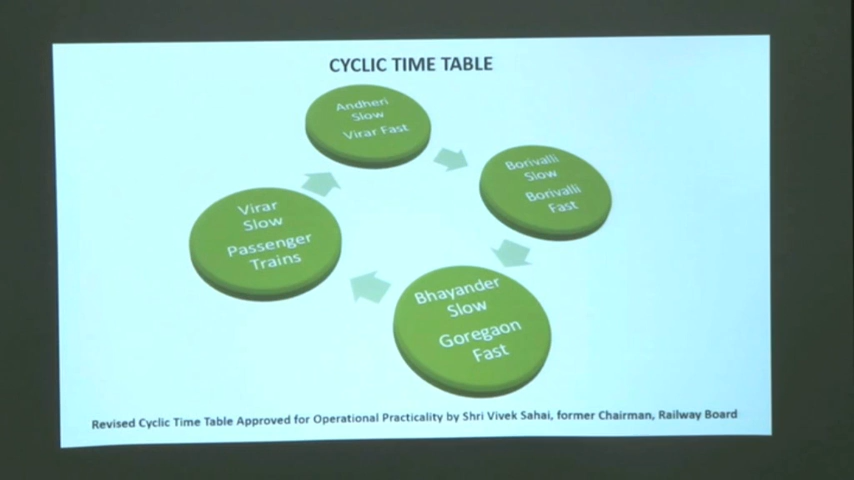 CYCLIC TIME TABLE
Andheri
Slow
Virar Fast
Borivalli
Slow
Borivalli
Fast
Bhayander
Slow
Goregaon
Fast
Virar
Slow
Passenger
Trains
Revised Cyclic Time Table Approved for Operational Practicality by Shri Vivek Sahai, former Chairman, Railway Board